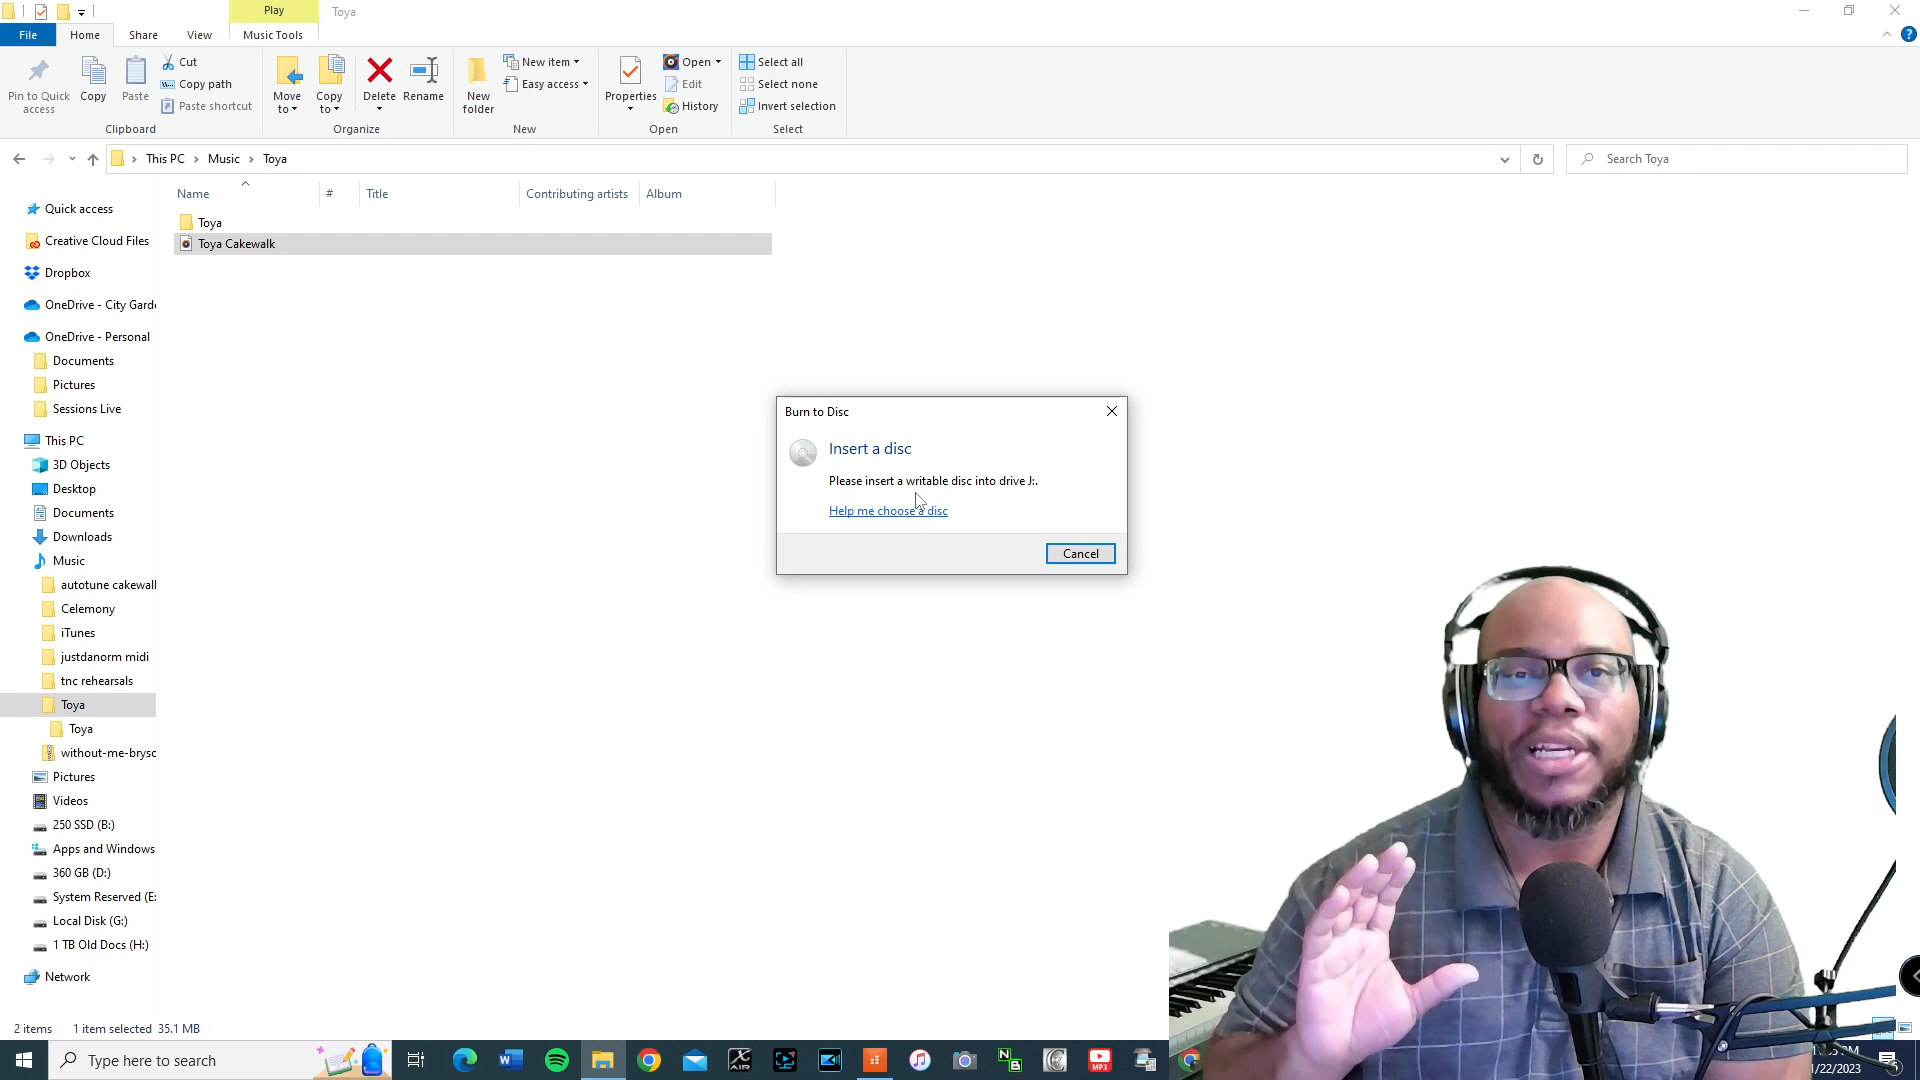 Play
Toya
File
Home
Share
View
Music Tools
Pin to Quick access
Copy
Paste
Cut
Copy path
Paste shortcut
Clipboard
Move to
Copy to
Delete
Rename
Organize
New folder
New item
Easy access
New
Properties
Open
Edit
History
Open
Select all
Select none
Invert selection
Select
This PC
Music
Toya
Search Toya
Name
#
Title
Contributing artists
Album
Toya
Toya Cakewalk
Quick access
Creative Cloud Files
Dropbox
OneDrive - City Gard
OneDrive - Personal
Documents
Pictures
Sessions Live
This PC
3D Objects
Desktop
Documents
Downloads
Music
autotune cakewall
Celemony
iTunes
justdanorm midi
tnc rehearsals
Toya
Toya
without-me-brysc
Pictures
Videos
250 SSD (B:)
Apps and Windows
360 GB (D:)
System Reserved (E:
Local Disk (G:)
1 TB Old Docs (H:)
Network
Burn to Disc
Insert a disc
Please insert a writable disc into drive J:.
Help me choose a disc
Cancel
2 items
1 item selected 35.1 MB
Type here to search
X AIR
N B
MP3
PM
/22/2023
5